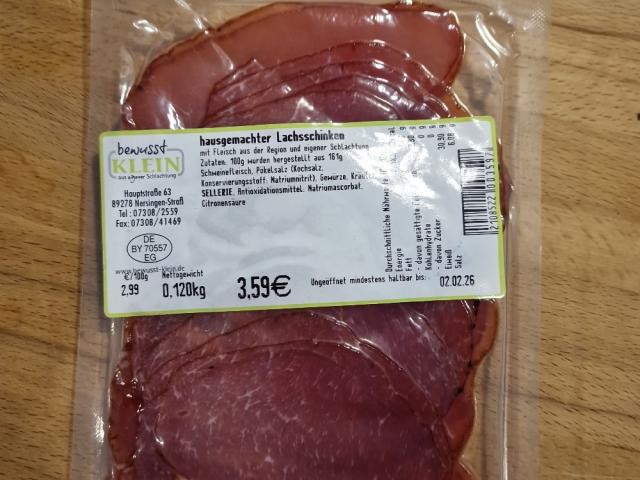 bewusst
KLEIN
aus eigener Schlachtung
Hauptstraße 63
89278 Nersingen-Straß
Tel: 07308/2559
Fax: 07308/41469
DE
BY 70557
EG
www.bewusst-klein.de
hausgemachter Lachsschinken
mit Fleisch aus der Region und eigener Schlachtung
Zutaten: 100g wurden hergestellt aus 161g
Schweinefleisch, Pökelsalz (Kochsalz,
Konservierungsstoff: Natriumnitrit), Gewürze,
SELLERIE, Antioxidationsmittel: Natriumascorbat,
Citronensäure
Durchschnittliche
Energie
Fett
- davon gesättigte
Kohlenhydrate
- davon Zucker
Eiweiß
Salz
€/100g
2,99
Nettogewicht
0,120kg
3,59€
Ungeöffnet mindestens haltbar bis:
02.02.26